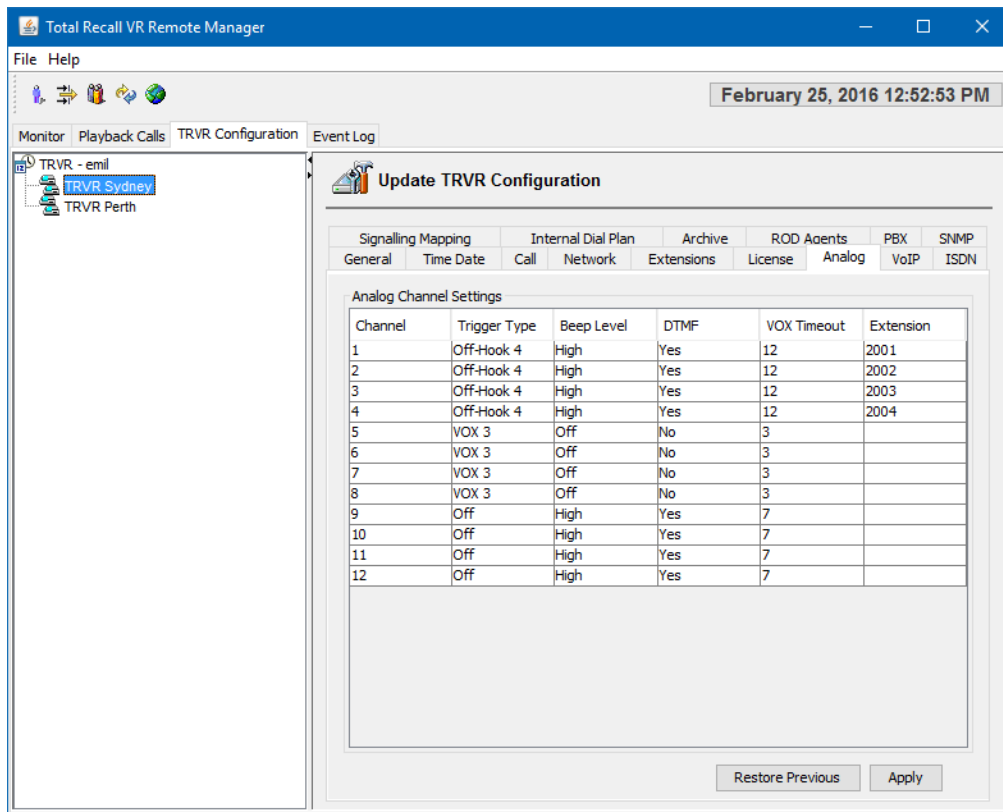 Total Recall VR Remote Manager
File Help
February 25, 2016 12:52:53 PM
Monitor Playback Calls TRVR Configuration Event Log
TRVR - emil
TRVR Sydney
TRVR Perth
Update TRVR Configuration
Signalling Mapping Internal Dial Plan Archive ROD Agents PBX SNMP
General Time Date Call Network Extensions License Analog VoIP ISDN
Analog Channel Settings
Channel Trigger Type Beep Level DTMF VOX Timeout Extension
1 Off-Hook 4 High Yes 12 2001
2 Off-Hook 4 High Yes 12 2002
3 Off-Hook 4 High Yes 12 2003
4 Off-Hook 4 High Yes 12 2004
5 VOX 3 Off No 3
6 VOX 3 Off No 3
7 VOX 3 Off No 3
8 VOX 3 Off No 3
9 Off High Yes 7
10 Off High Yes 7
11 Off High Yes 7
12 Off High Yes 7
Restore Previous Apply